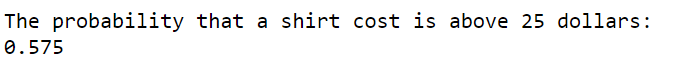 The probability that a shirt cost is above 25 dollars:
0.575